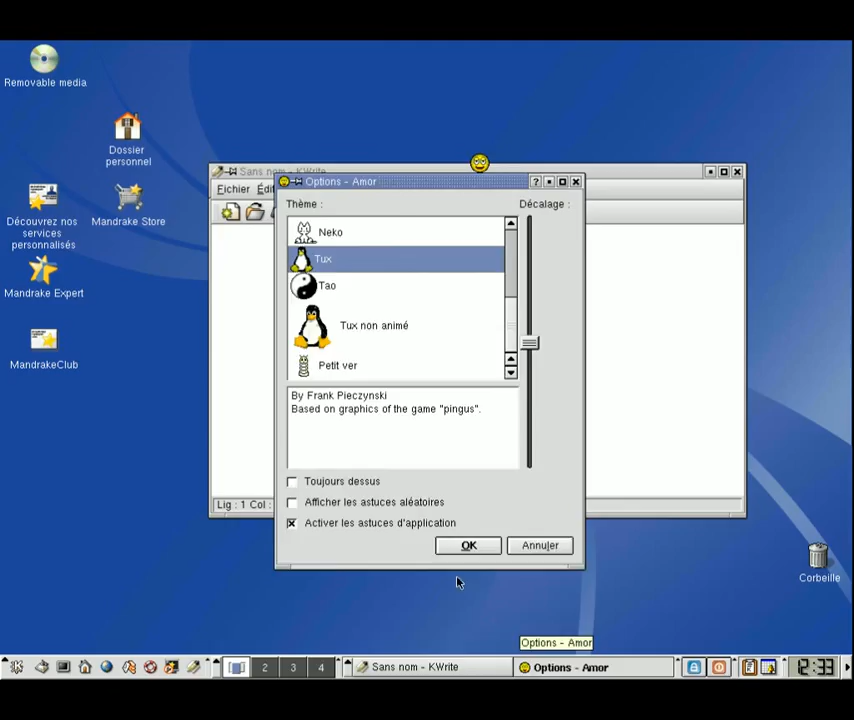 Removable media
Dossier
personnel
Découvrez nos
services
personnalisés
Mandrake Store
Mandrake Expert
MandrakeClub
Sans nom - KWrite
Fichier
Options - Amor
?
Thème :
Décalage :
Neko
Tux
Tao
Tux non animé
Petit ver
By Frank Pieczynski
Based on graphics of the game "pingus".
Toujours dessus
Afficher les astuces aléatoires
Activer les astuces d'application
OK
Annuler
Lig : 1 Col :
Corbeille
Options - Amor
2 3 4
Sans nom - KWrite
Options - Amor
12:33